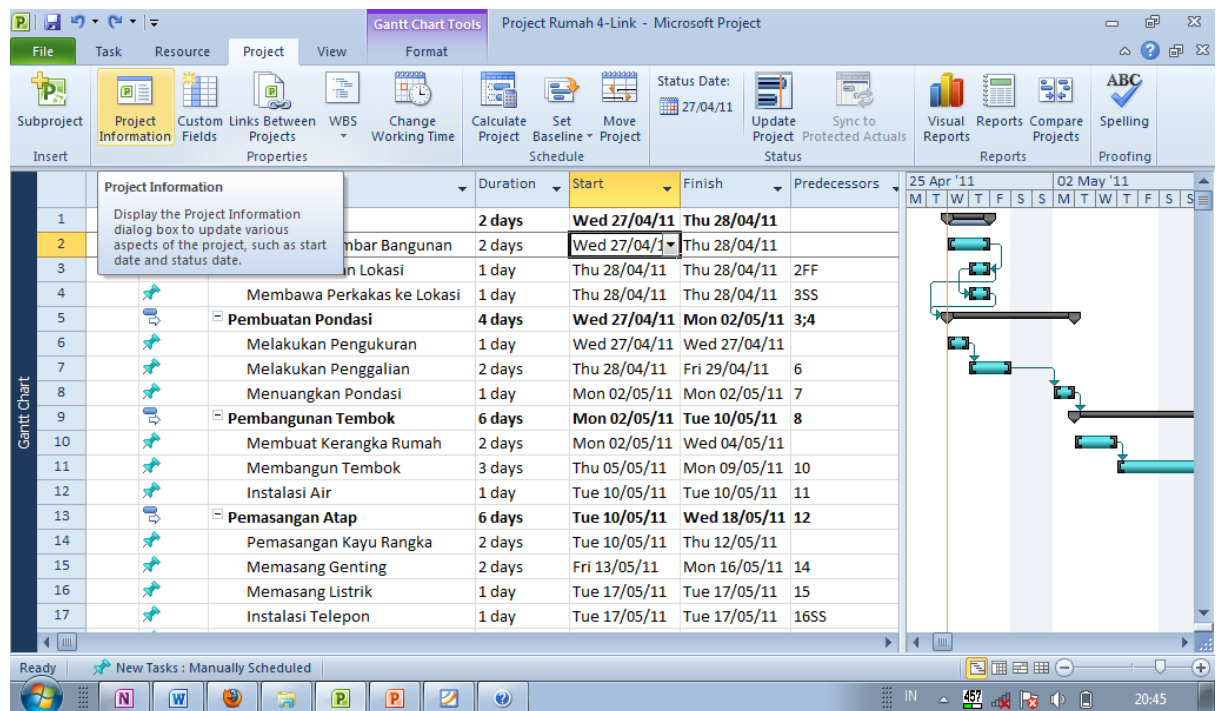 Gantt Chart Tools
Project Rumah 4-Link - Microsoft Project
File Task Resource Project View Format
Subproject
Project Information
Custom Fields
Links Between Projects
WBS
Change Working Time
Calculate Project
Set Baseline
Move Project
Status Date:
27/04/11
Update Project
Sync to Protected Actuals
Visual Reports
Reports
Compare Projects
ABC
Spelling
Insert Properties Schedule Status Reports Proofing
Project Information
Display the Project Information
dialog box to update various
aspects of the project, such as start
date and status date.
Duration Start Finish Predecessors 25 Apr '11 02 May '11
M T W T F S S M T W T F S S
1 2 days Wed 27/04/11 Thu 28/04/11
2 mbar Bangunan 2 days Wed 27/04/1 Thu 28/04/11
3 n Lokasi 1 day Thu 28/04/11 Thu 28/04/11 2FF
4 Membawa Perkakas ke Lokasi 1 day Thu 28/04/11 Thu 28/04/11 3SS
5 Pembuatan Pondasi 4 days Wed 27/04/11 Mon 02/05/11 3;4
6 Melakukan Pengukuran 1 day Wed 27/04/11 Wed 27/04/11
7 Melakukan Penggalian 2 days Thu 28/04/11 Fri 29/04/11 6
8 Menuangkan Pondasi 1 day Mon 02/05/11 Mon 02/05/11 7
9 Pembangunan Tembok 6 days Mon 02/05/11 Tue 10/05/11 8
10 Membuat Kerangka Rumah 2 days Mon 02/05/11 Wed 04/05/11
11 Membangun Tembok 3 days Thu 05/05/11 Mon 09/05/11 10
12 Instalasi Air 1 day Tue 10/05/11 Tue 10/05/11 11
13 Pemasangan Atap 6 days Tue 10/05/11 Wed 18/05/11 12
14 Pemasangan Kayu Rangka 2 days Tue 10/05/11 Thu 12/05/11
15 Memasang Genting 2 days Fri 13/05/11 Mon 16/05/11 14
16 Memasang Listrik 1 day Tue 17/05/11 Tue 17/05/11 15
17 Instalasi Telepon 1 day Tue 17/05/11 Tue 17/05/11 16SS
Gantt Chart
Ready New Tasks : Manually Scheduled
IN 20:45